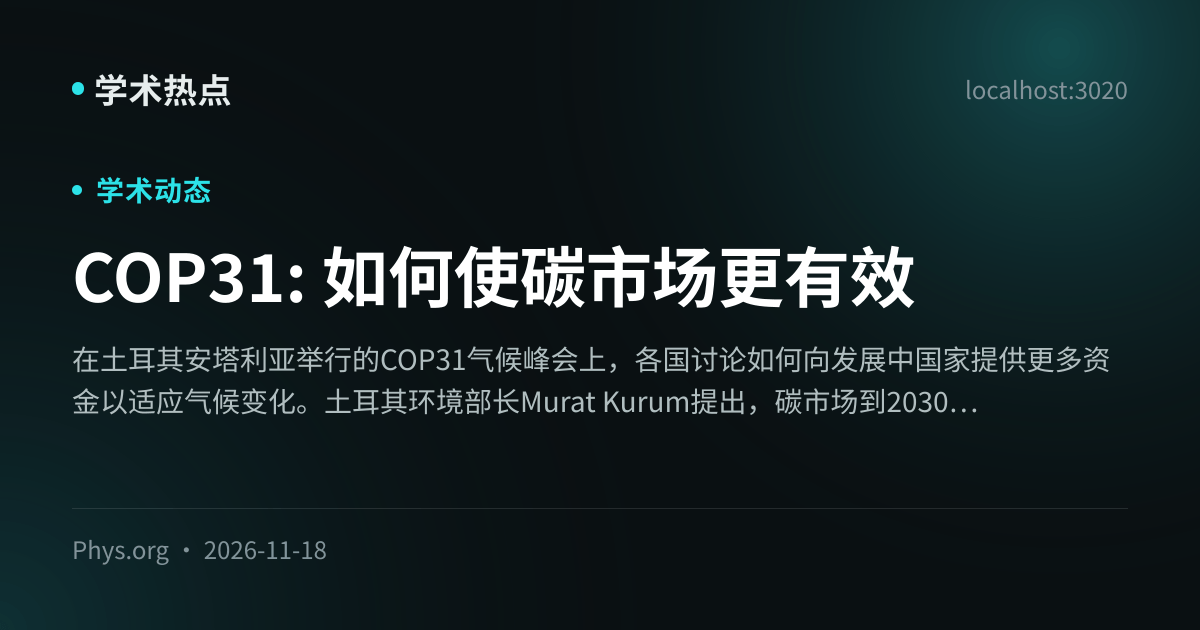 学术热点
localhost:3020
学术动态
COP31: 如何使碳市场更有效
在土耳其安塔利亚举行的COP31气候峰会上，各国讨论如何向发展中国家提供更多资
金以适应气候变化。土耳其环境部长Murat Kurum提出，碳市场到2030…
Phys.org · 2026-11-18